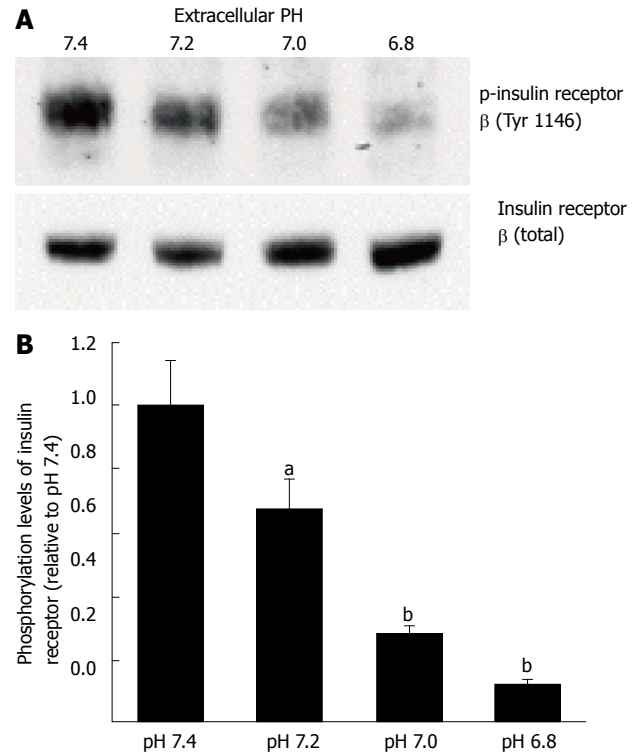 A
Extracellular PH
7.4 7.2 7.0 6.8
p-insulin receptor
β (Tyr 1146)
Insulin receptor
β (total)
B
Phosphorylation levels of insulin
receptor (relative to pH 7.4)
1.2
1.0
0.8
0.6
0.4
0.2
0.0
a
b
b
pH 7.4 pH 7.2 pH 7.0 pH 6.8